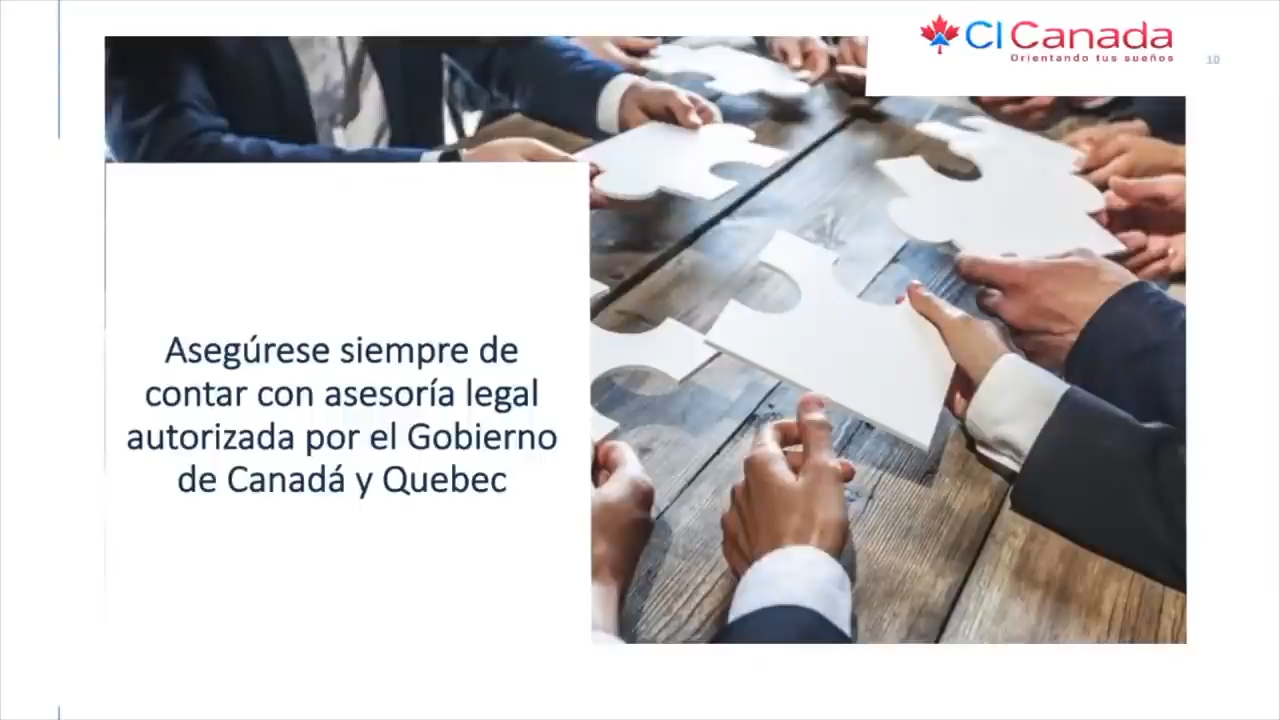 CI Canada
Orientando tus sueños
10
Asegúrese siempre de
contar con asesoría legal
autorizada por el Gobierno
de Canadá y Quebec